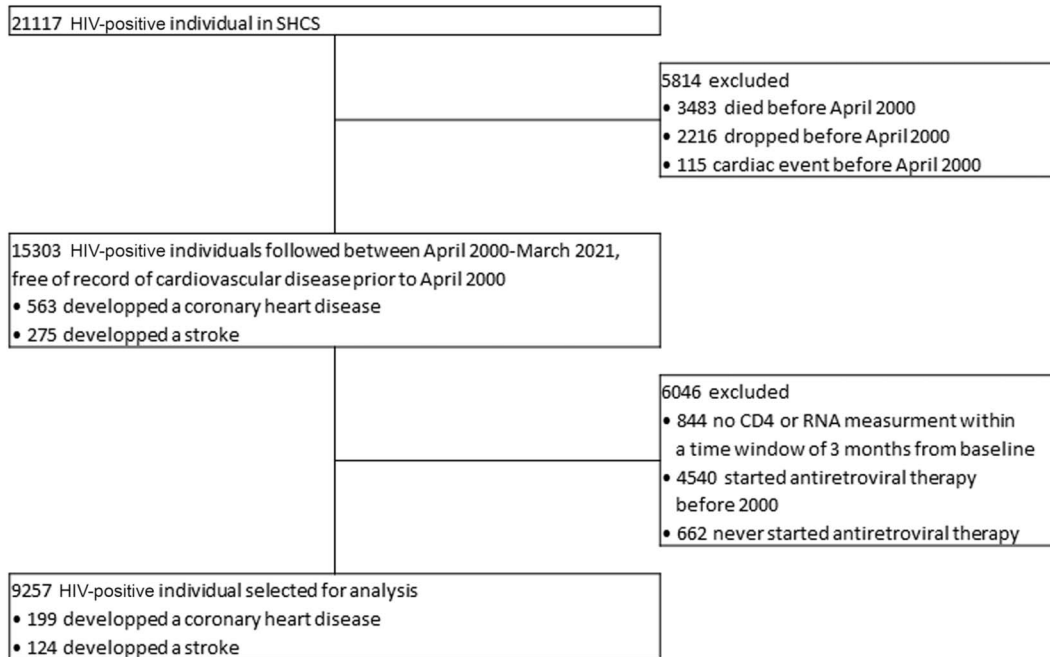 21117 HIV-positive individual in SHCS
5814 excluded
• 3483 died before April 2000
• 2216 dropped before April 2000
• 115 cardiac event before April 2000
15303 HIV-positive individuals followed between April 2000-March 2021,
free of record of cardiovascular disease prior to April 2000
• 563 developped a coronary heart disease
• 275 developped a stroke
6046 excluded
• 844 no CD4 or RNA measurment within
a time window of 3 months from baseline
• 4540 started antiretroviral therapy
before 2000
• 662 never started antiretroviral therapy
9257 HIV-positive individual selected for analysis
• 199 developped a coronary heart disease
• 124 developped a stroke